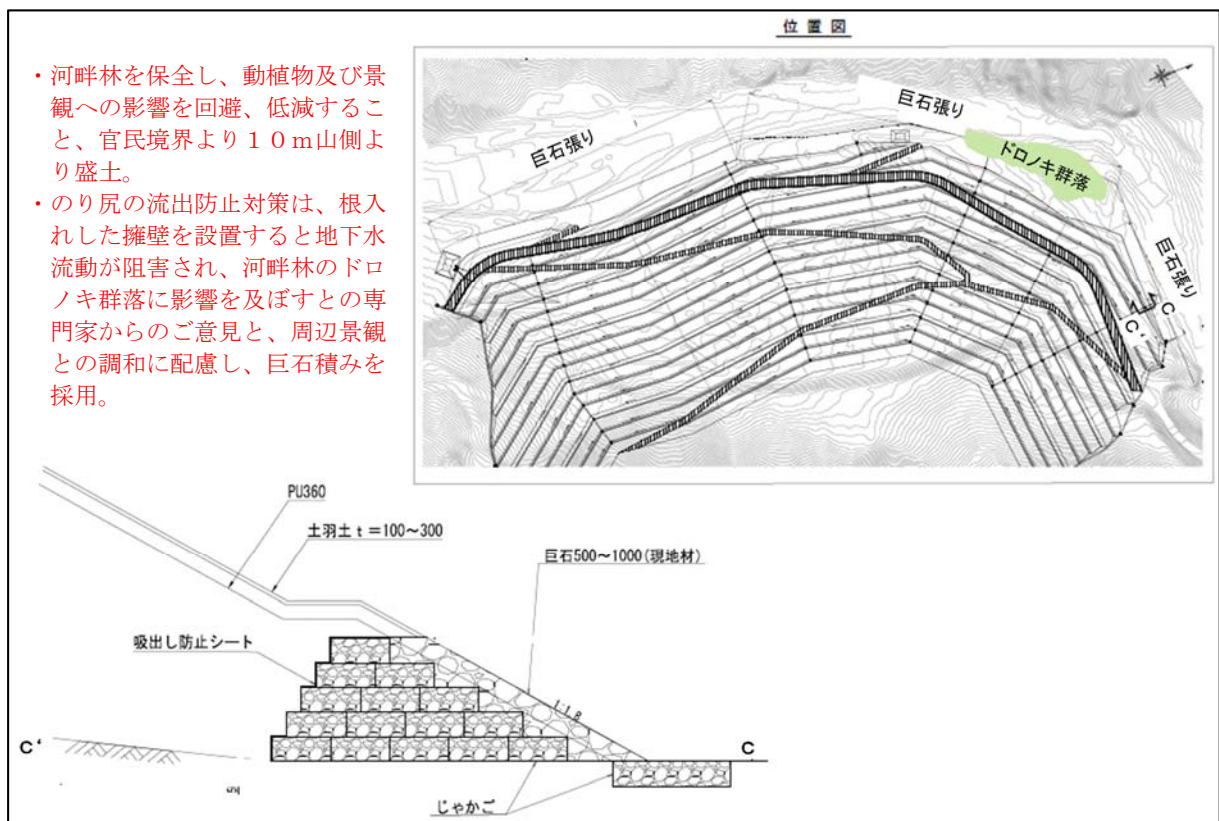 位置図
・河畔林を保全し、動植物及び景
観への影響を回避、低減するこ
と、官民境界より１０ｍ山側よ
り盛土。
・のり尻の流出防止対策は、根入
れした擁壁を設置すると地下水
流動が阻害され、河畔林のドロ
ノキ群落に影響を及ぼすとの専
門家からのご意見と、周辺景観
との調和に配慮し、巨石積みを
採用。
巨石張り
巨石張り
ドロノキ群落
巨石張り
C
C'
PU360
土羽土ｔ＝100～300
巨石500～1000(現地材)
吸出し防止シート
1:1.8
C'
C
じゃかご